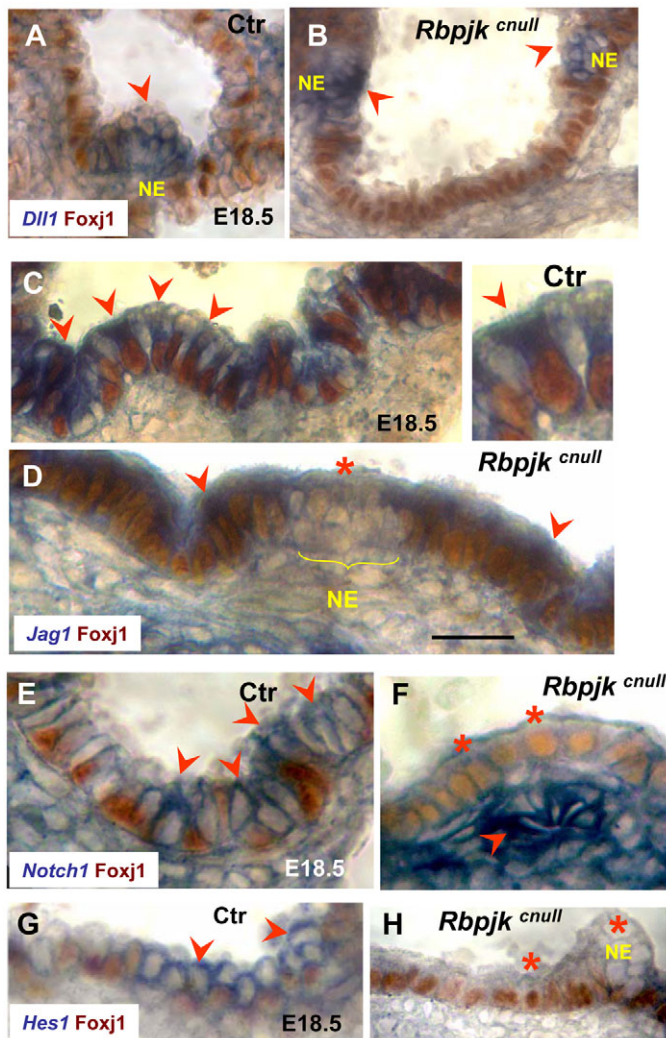 A
Ctr
NE
Dll1 Foxj1
E18.5
B
Rbpjk cnull
NE
NE
C
E18.5
Ctr
D
Rbpjk cnull
*
NE
Jag1 Foxj1
E
Ctr
Notch1 Foxj1
E18.5
F
Rbpjk cnull
* *
G
Ctr
Hes1 Foxj1
E18.5
H
Rbpjk cnull
* *
NE